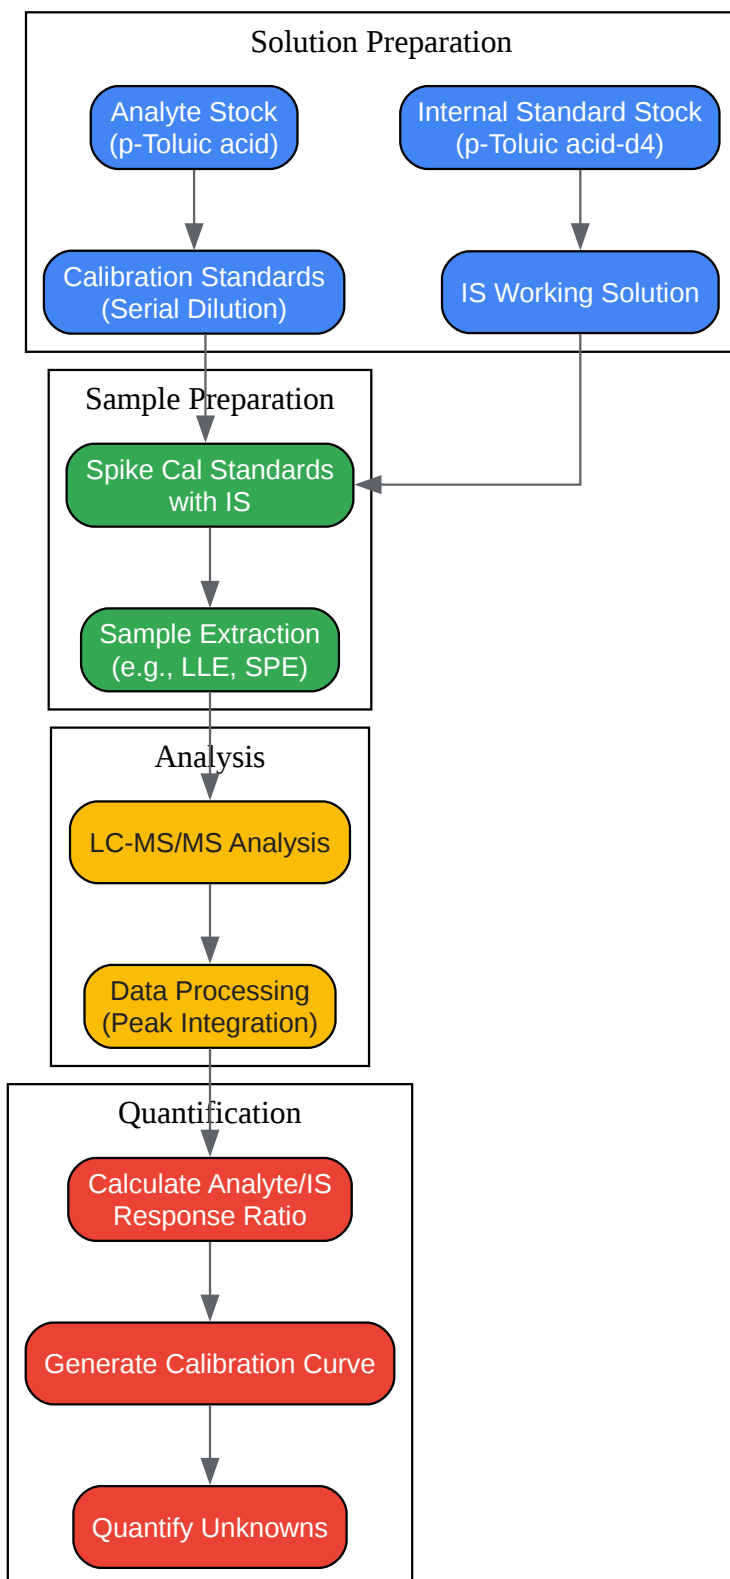 Solution Preparation
Analyte Stock
(p-Toluic acid)
Internal Standard Stock
(p-Toluic acid-d4)
Calibration Standards
(Serial Dilution)
IS Working Solution
Sample Preparation
Spike Cal Standards
with IS
Sample Extraction
(e.g., LLE, SPE)
Analysis
LC-MS/MS Analysis
Data Processing
(Peak Integration)
Quantification
Calculate Analyte/IS
Response Ratio
Generate Calibration Curve
Quantify Unknowns